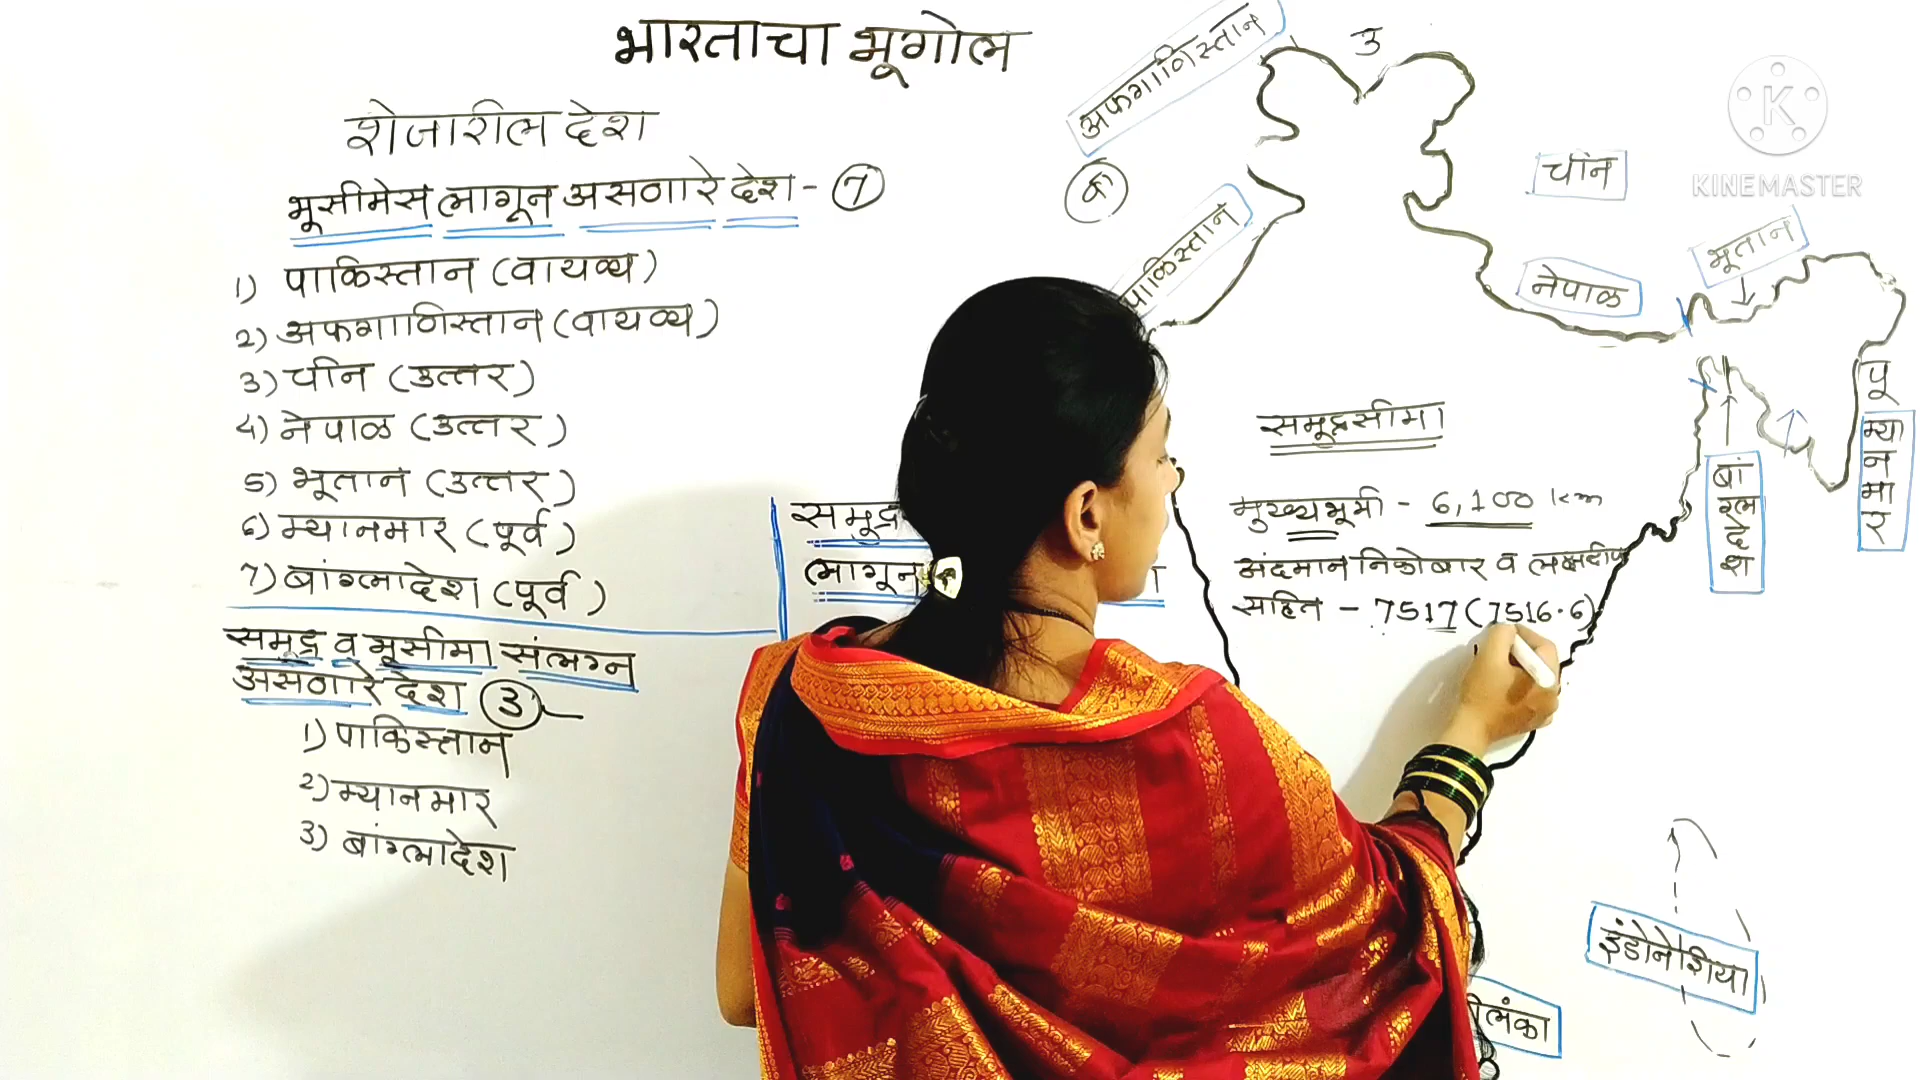 भारताचा भूगोल
शेजारील देश
भूसीमेस लागून असणारे देश - 7
1) पाकिस्तान (वायव्य)
2) अफगाणिस्तान (वायव्य)
3) चीन (उत्तर)
4) नेपाळ (उत्तर)
5) भूतान (उत्तर)
6) म्यानमार (पूर्व)
7) बांग्लादेश (पूर्व)
समुद्र व भूसीमा संलग्न
असणारे देश 3 -
1) पाकिस्तान
2) म्यानमार
3) बांग्लादेश
समुद्र
लागून
अफगाणिस्तान
उ
पाकिस्तान
चीन
नेपाळ
भूतान
पू
म्यानमार
बांग्लादेश
समुद्रसीमा
मुख्यभूमी - 6,100 km
अंदमान निकोबार व लक्षद्वीप
सहित - 7517 (7516.6)
इंडोनेशिया
लंका
KINEMASTER